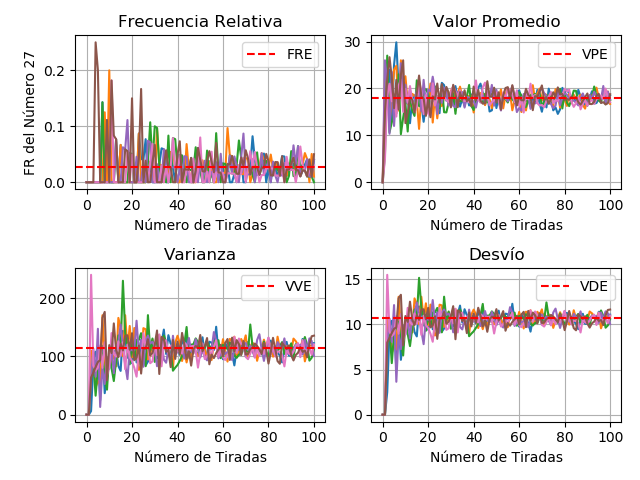 Frecuencia Relativa
FR del Número 27
0.2
0.1
0.0
FRE
0 20 40 60 80 100
Número de Tiradas
Valor Promedio
30
20
10
0
VPE
0 20 40 60 80 100
Número de Tiradas
Varianza
200
100
0
VVE
0 20 40 60 80 100
Número de Tiradas
Desvío
15
10
5
0
VDE
0 20 40 60 80 100
Número de Tiradas